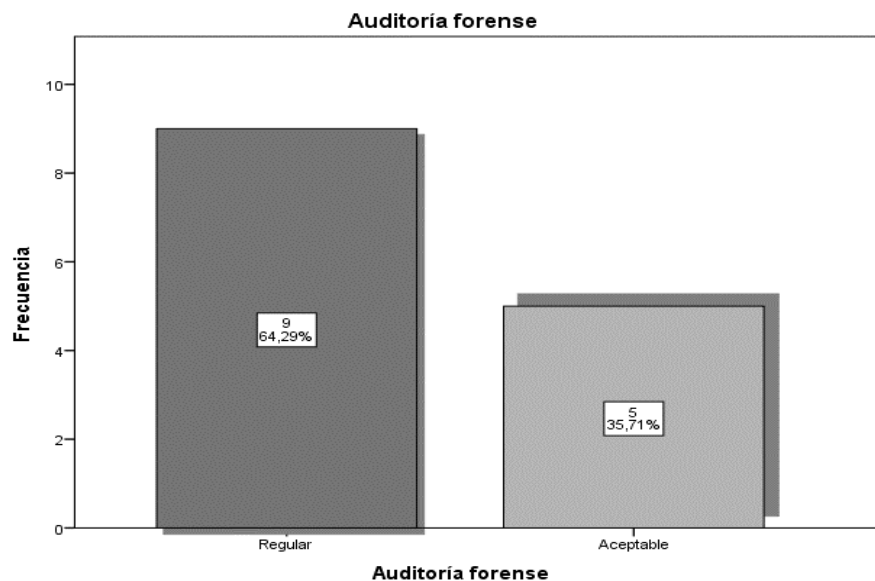 Auditoría forense
Frecuencia
10
8
6
4
2
0
9
64,29%
5
35,71%
Regular
Aceptable
Auditoría forense